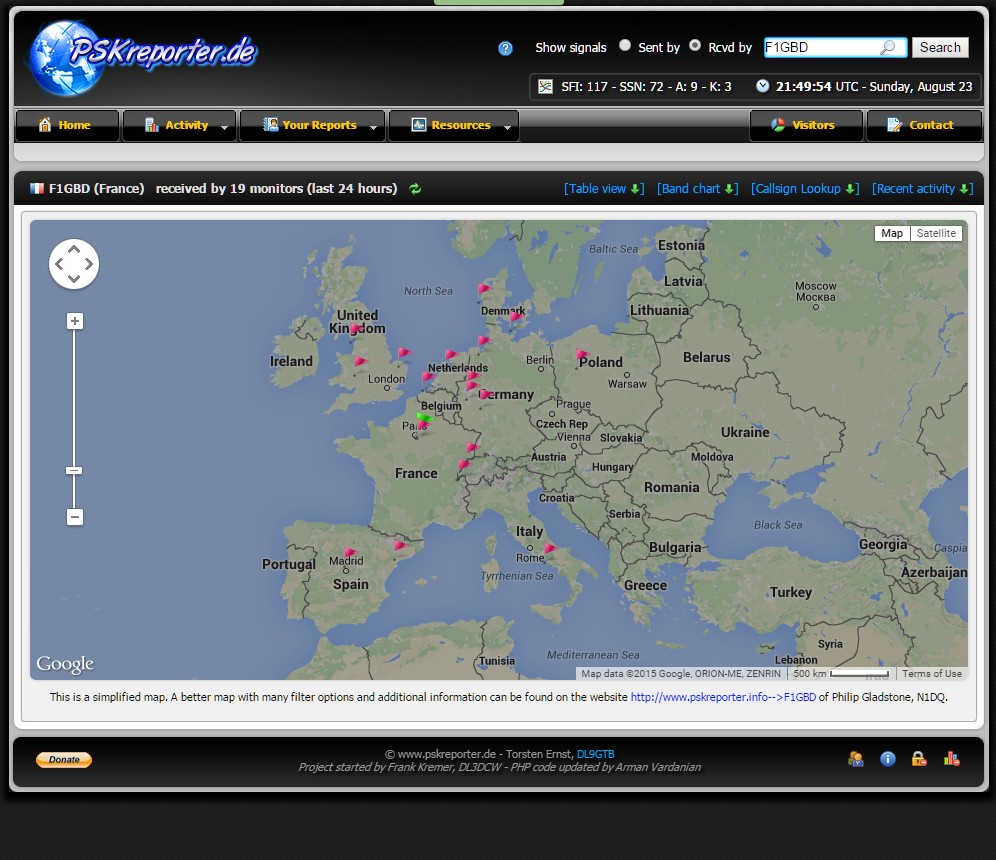 PSKreporter.de
Show signals Sent by Rcvd by F1GBD Search
SFI: 117 - SSN: 72 - A: 9 - K: 3 21:49:54 UTC - Sunday, August 23
Home Activity Your Reports Resources Visitors Contact
F1GBD (France) received by 19 monitors (last 24 hours) [Table view] [Band chart] [Callsign Lookup] [Recent activity]
Map Satellite
Baltic Sea
Estonia
Latvia
Moscow
Москва
North Sea
Denmark
Lithuania
United
Kingdom
Ireland
Belarus
Berlin
Poland
Netherlands
London
Warsaw
Germany
Belgium
Prague
Czech Rep
Ukraine
Vienna
Slovakia
Austria
Moldova
France
Hungary
Romania
Croatia
Serbia
Black Sea
Italy
Bulgaria
Georgia
Caspia
Rome
Portugal
Madrid
Azerbaijan
Tyrrhenian Sea
Spain
Greece
Turkey
Syria
Tunisia
Mediterranean Sea
Lebanon
Google
Map data ©2015 Google, ORION-ME, ZENRIN 500 km Terms of Use
This is a simplified map. A better map with many filter options and additional information can be found on the website http://www.pskreporter.info-->F1GBD of Philip Gladstone, N1DQ.
Donate
© www.pskreporter.de - Torsten Ernst, DL9GTB
Project started by Frank Kremer, DL3DCW - PHP code updated by Arman Vardanian